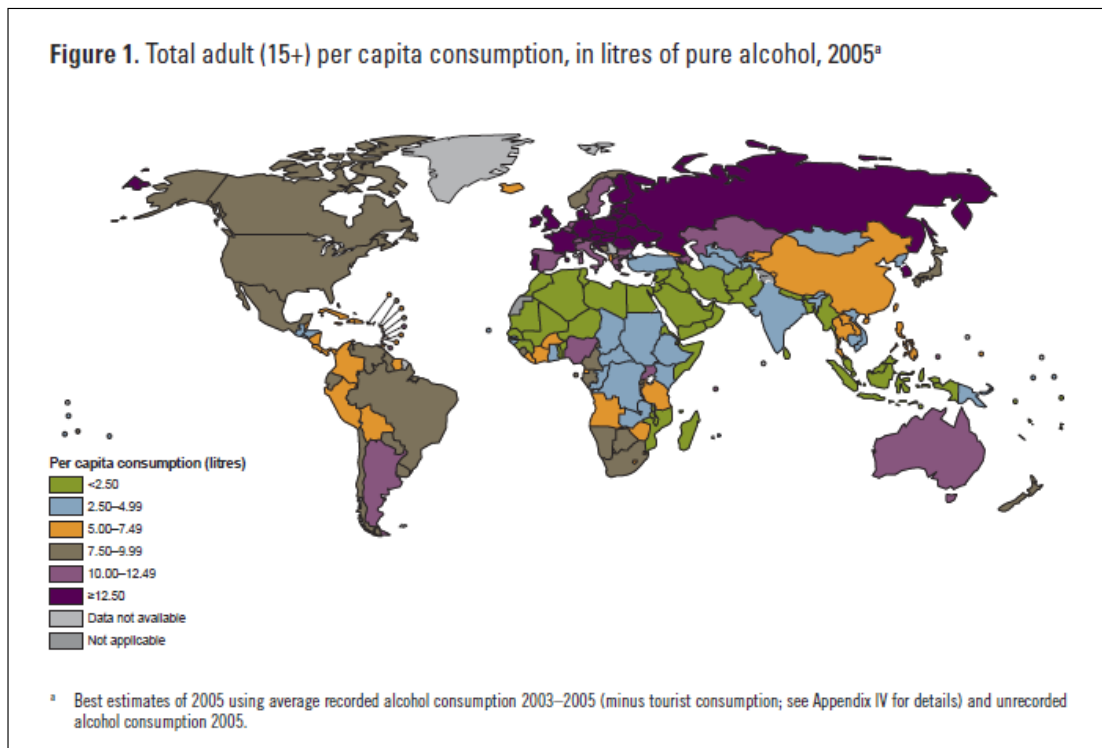 Figure 1. Total adult (15+) per capita consumption, in litres of pure alcohol, 2005ª
Per capita consumption (litres)
<2.50
2.50–4.99
5.00–7.49
7.50–9.99
10.00–12.49
≥12.50
Data not available
Not applicable
ª Best estimates of 2005 using average recorded alcohol consumption 2003–2005 (minus tourist consumption; see Appendix IV for details) and unrecorded
alcohol consumption 2005.